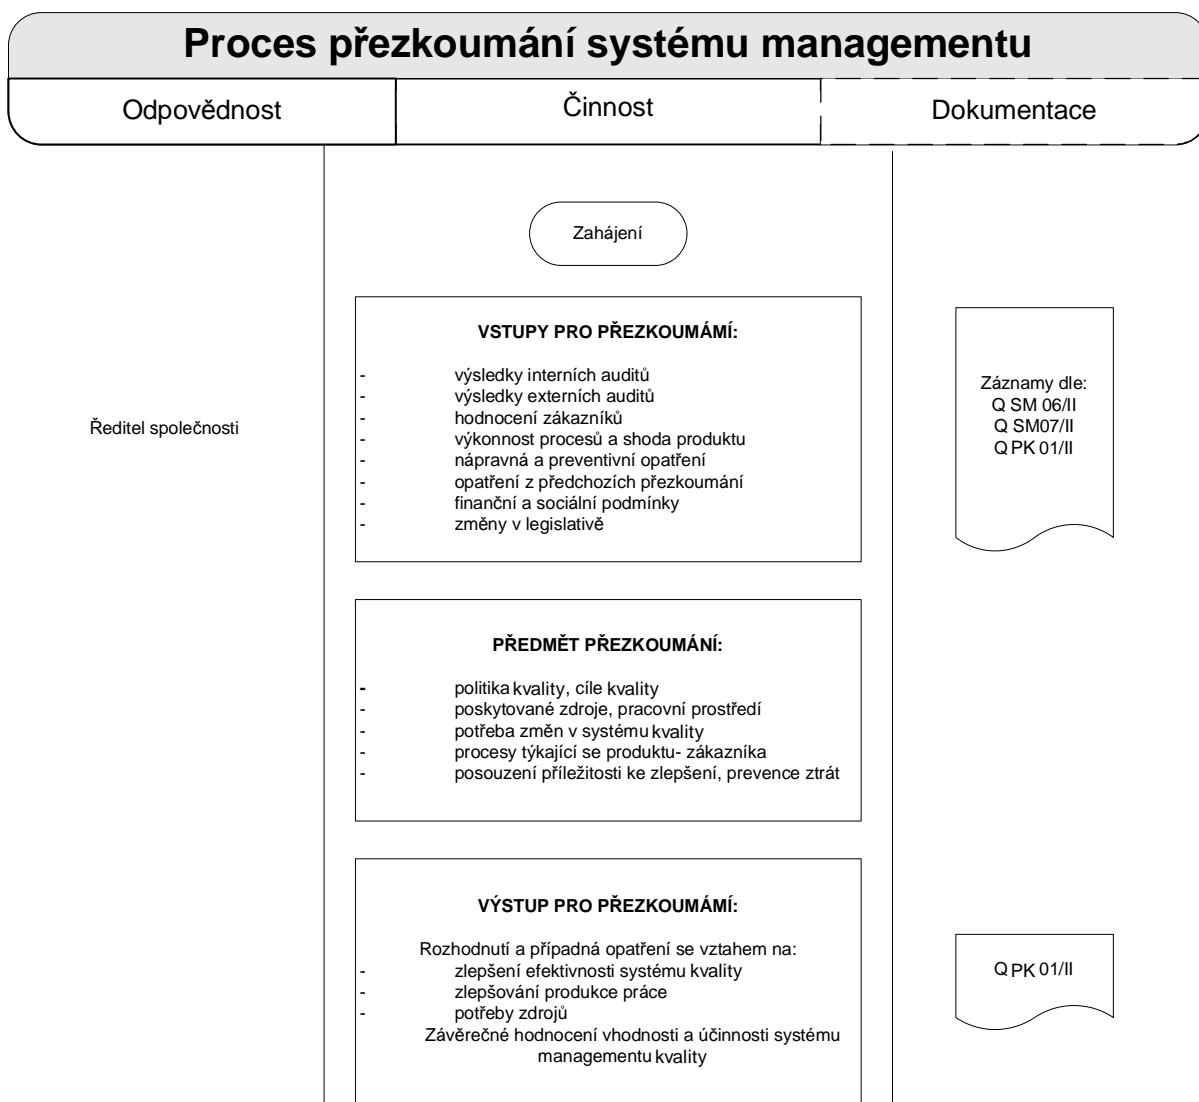 Proces přezkoumání systému managementu
Odpovědnost
Činnost
Dokumentace
Zahájení
VSTUPY PRO PŘEZKOUMÁMÍ:
- výsledky interních auditů
- výsledky externích auditů
- hodnocení zákazníků
- výkonnost procesů a shoda produktu
- nápravná a preventivní opatření
- opatření z předchozích přezkoumání
- finanční a sociální podmínky
- změny v legislativě
Ředitel společnosti
Záznamy dle:
Q SM 06/II
Q SM07/II
Q PK 01/II
PŘEDMĚT PŘEZKOUMÁNÍ:
- politika kvality, cíle kvality
- poskytované zdroje, pracovní prostředí
- potřeba změn v systému kvality
- procesy týkající se produktu- zákazníka
- posouzení příležitosti ke zlepšení, prevence ztrát
VÝSTUP PRO PŘEZKOUMÁMÍ:
Rozhodnutí a případná opatření se vztahem na:
- zlepšení efektivnosti systému kvality
- zlepšování produkce práce
- potřeby zdrojů
Závěrečné hodnocení vhodnosti a účinnosti systému
managementu kvality
Q PK 01/II